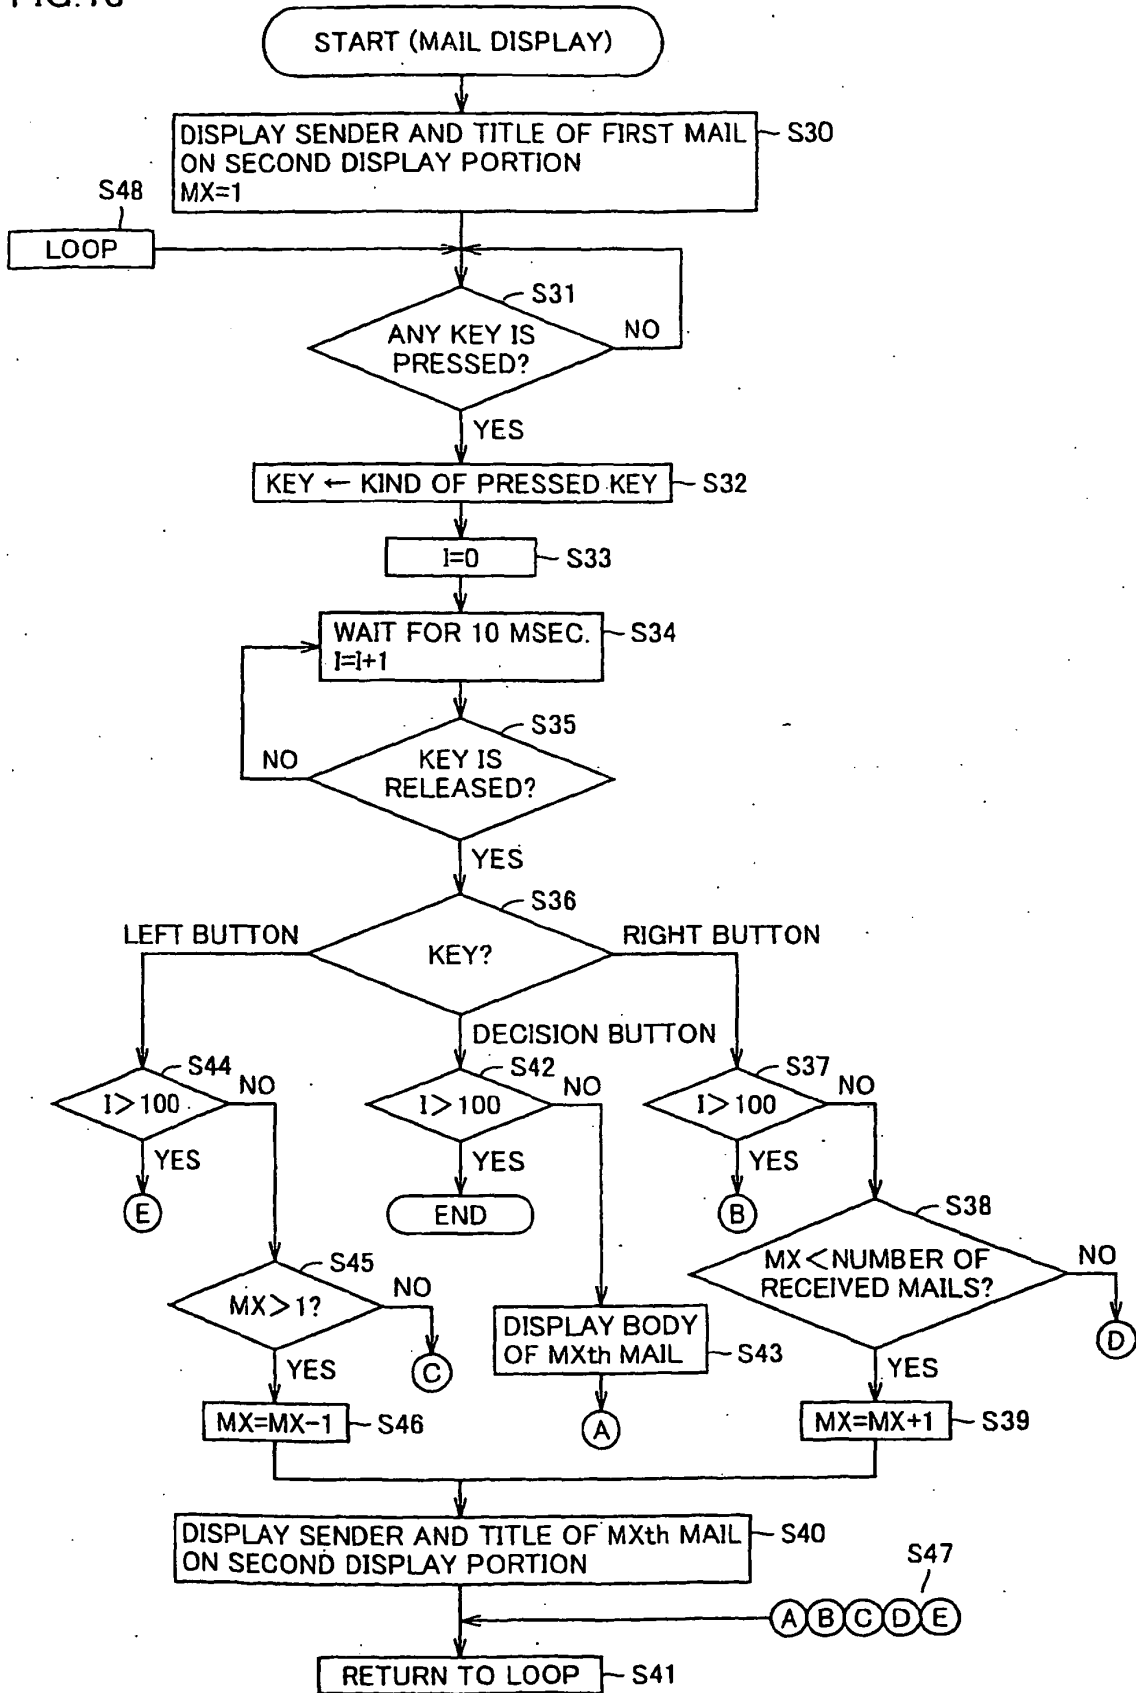 START (MAIL DISPLAY)
DISPLAY SENDER AND TITLE OF FIRST MAIL
ON SECOND DISPLAY PORTION
MX=1
S30
S48
LOOP
S31
ANY KEY IS
PRESSED?
NO
YES
KEY ← KIND OF PRESSED KEY
S32
I=0
S33
WAIT FOR 10 MSEC.
I=I+1
S34
S35
KEY IS
RELEASED?
NO
YES
S36
KEY?
LEFT BUTTON
RIGHT BUTTON
DECISION BUTTON
S44
I>100
NO
YES
E
S42
I>100
NO
YES
END
S37
I>100
NO
YES
B
S38
MX<NUMBER OF
RECEIVED MAILS?
NO
D
YES
S45
MX>1?
NO
C
YES
DISPLAY BODY
OF MXth MAIL
S43
A
MX=MX-1
S46
MX=MX+1
S39
DISPLAY SENDER AND TITLE OF MXth MAIL
ON SECOND DISPLAY PORTION
S40
S47
A B C D E
RETURN TO LOOP
S41